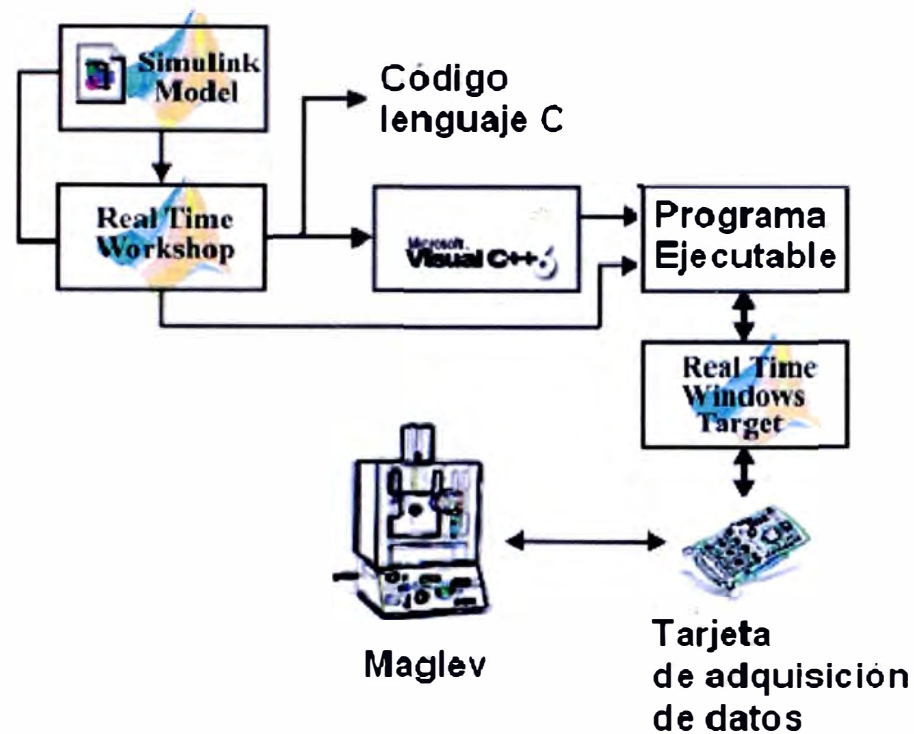 Simulink
Model
Código
lenguaje C
Real Time
Workshop
Microsoft
Visual C++ 6
Programa
Ejecutable
Real Time
Windows
Target
Maglev
Tarjeta
de adquisición
de datos